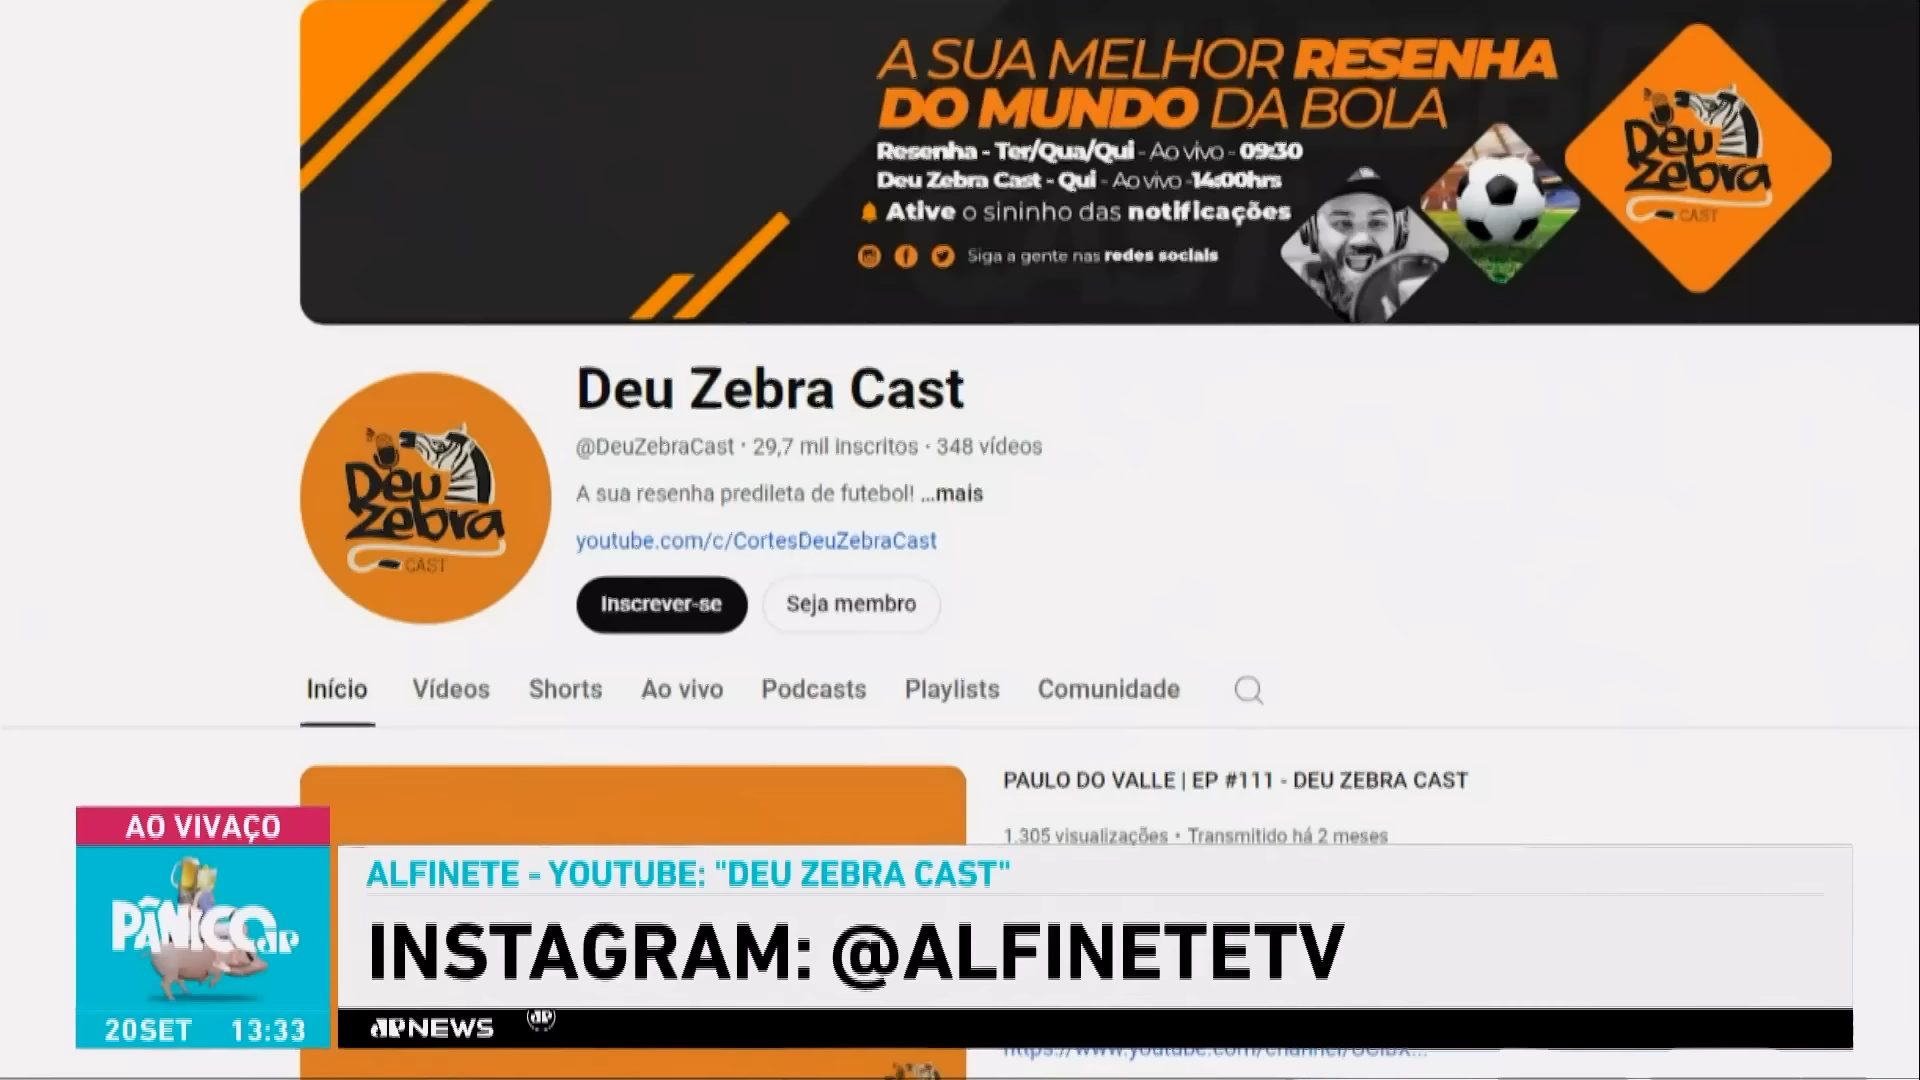 A SUA MELHOR RESENHA
DO MUNDO DA BOLA
Resenha - Ter/Qua/Qui - Ao vivo - 09:30
Deu Zebra Cast - Qui - Ao vivo -14:00hrs
Ative o sininho das notificações
Siga a gente nas redes sociais
Deu
Zebra
CAST
Deu Zebra Cast
@DeuZebraCast · 29,7 mil inscritos · 348 vídeos
A sua resenha predileta de futebol! ...mais
youtube.com/c/CortesDeuZebraCast
Inscrever-se
Seja membro
Deu
Zebra
CAST
Início
Vídeos
Shorts
Ao vivo
Podcasts
Playlists
Comunidade
PAULO DO VALLE | EP #111 - DEU ZEBRA CAST
1.305 visualizações • Transmitido há 2 meses
AO VIVAÇO
PÂNICO JP
20SET 13:33
ALFINETE - YOUTUBE: "DEU ZEBRA CAST"
INSTAGRAM: @ALFINETETV
JP NEWS
JP